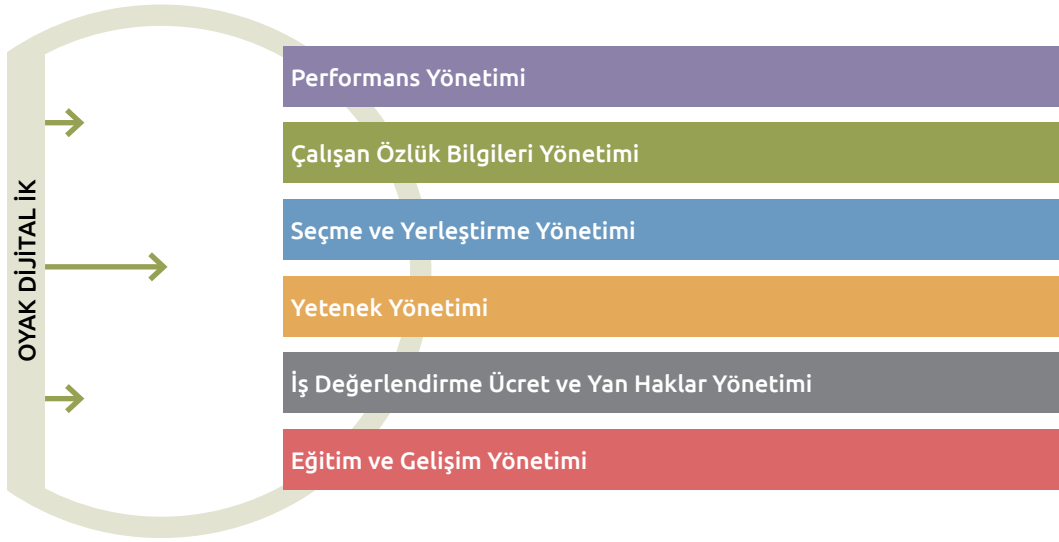 OYAK DİJİTAL İK
Performans Yönetimi
Çalışan Özlük Bilgileri Yönetimi
Seçme ve Yerleştirme Yönetimi
Yetenek Yönetimi
İş Değerlendirme Ücret ve Yan Haklar Yönetimi
Eğitim ve Gelişim Yönetimi